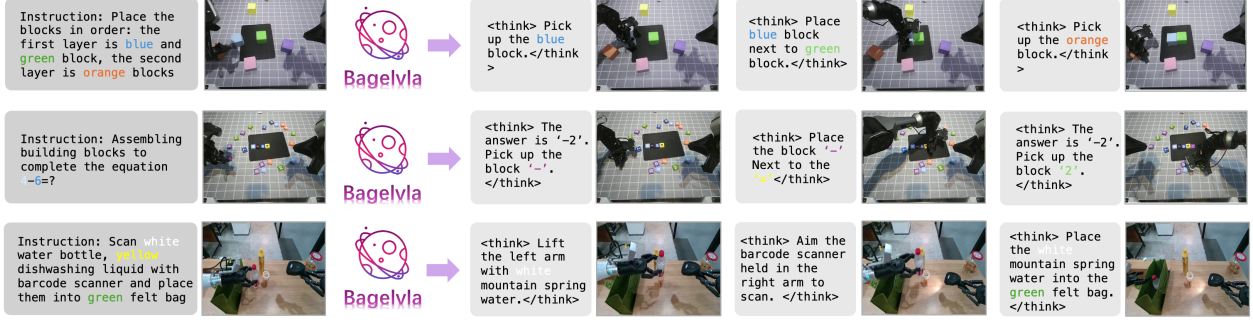 Instruction: Place the
blocks in order: the
first layer is blue and
green block, the second
layer is orange blocks
Bagelvla
<think> Pick
up the blue
block.</think
>
<think> Place
blue block
next to green
block.</think>
<think> Pick
up the orange
block.</think
>
Instruction: Assembling
building blocks to
complete the equation
4-6=?
Bagelvla
<think> The
answer is ‘-2’.
Pick up the
block ‘-’.
</think>
<think> Place
the block ‘-’
Next to the
‘=’</think>
<think> The
answer is ‘-2’.
Pick up the
block ‘2’.
</think>
Instruction: Scan white
water bottle, yellow
dishwashing liquid with
barcode scanner and place
them into green felt bag
Bagelvla
<think> Lift
the left arm
with white
mountain spring
water.</think>
<think> Aim the
barcode scanner
held in the
right arm to
scan. </think>
<think> Place
the white
mountain spring
water into the
green felt bag.
</think>